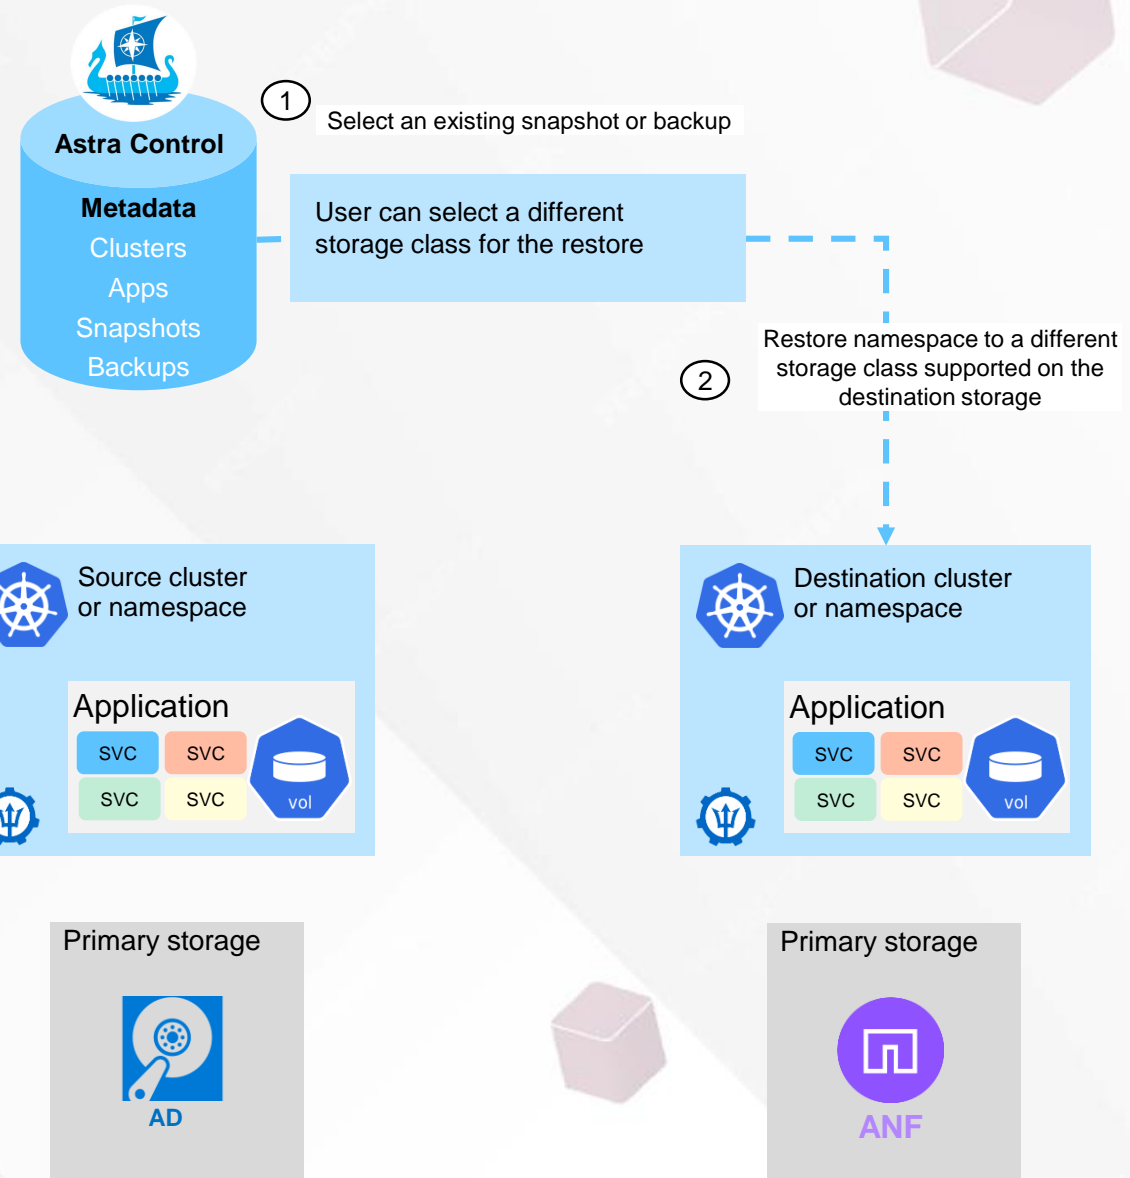 1
Select an existing snapshot or backup
Astra Control
Metadata
Clusters
Apps
Snapshots
Backups
User can select a different
storage class for the restore
2
Restore namespace to a different
storage class supported on the
destination storage
Source cluster
or namespace
Application
SVC SVC
SVC SVC
vol
Destination cluster
or namespace
Application
SVC SVC
SVC SVC
vol
Primary storage
AD
Primary storage
ANF